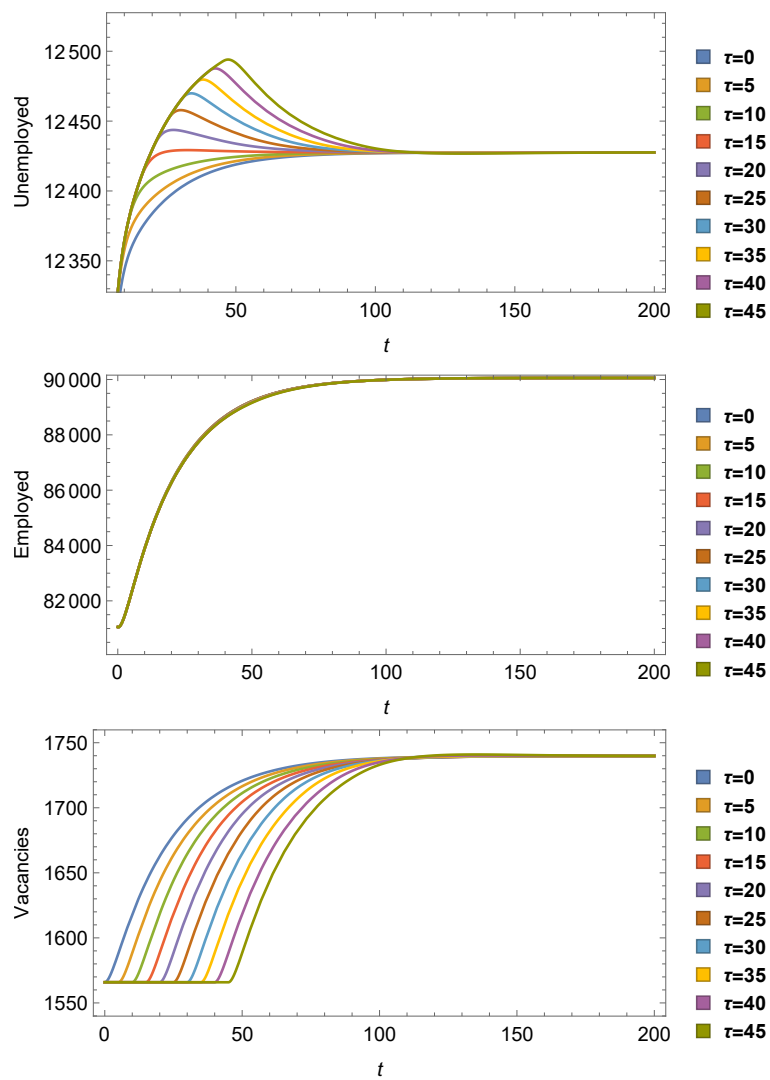 12 500
12 450
12 400
12 350
Unemployed
50
100
150
200
t
τ=0
τ=5
τ=10
τ=15
τ=20
τ=25
τ=30
τ=35
τ=40
τ=45
90 000
88 000
86 000
84 000
82 000
Employed
0
50
100
150
200
t
τ=0
τ=5
τ=10
τ=15
τ=20
τ=25
τ=30
τ=35
τ=40
τ=45
1750
1700
1650
1600
1550
Vacancies
0
50
100
150
200
t
τ=0
τ=5
τ=10
τ=15
τ=20
τ=25
τ=30
τ=35
τ=40
τ=45